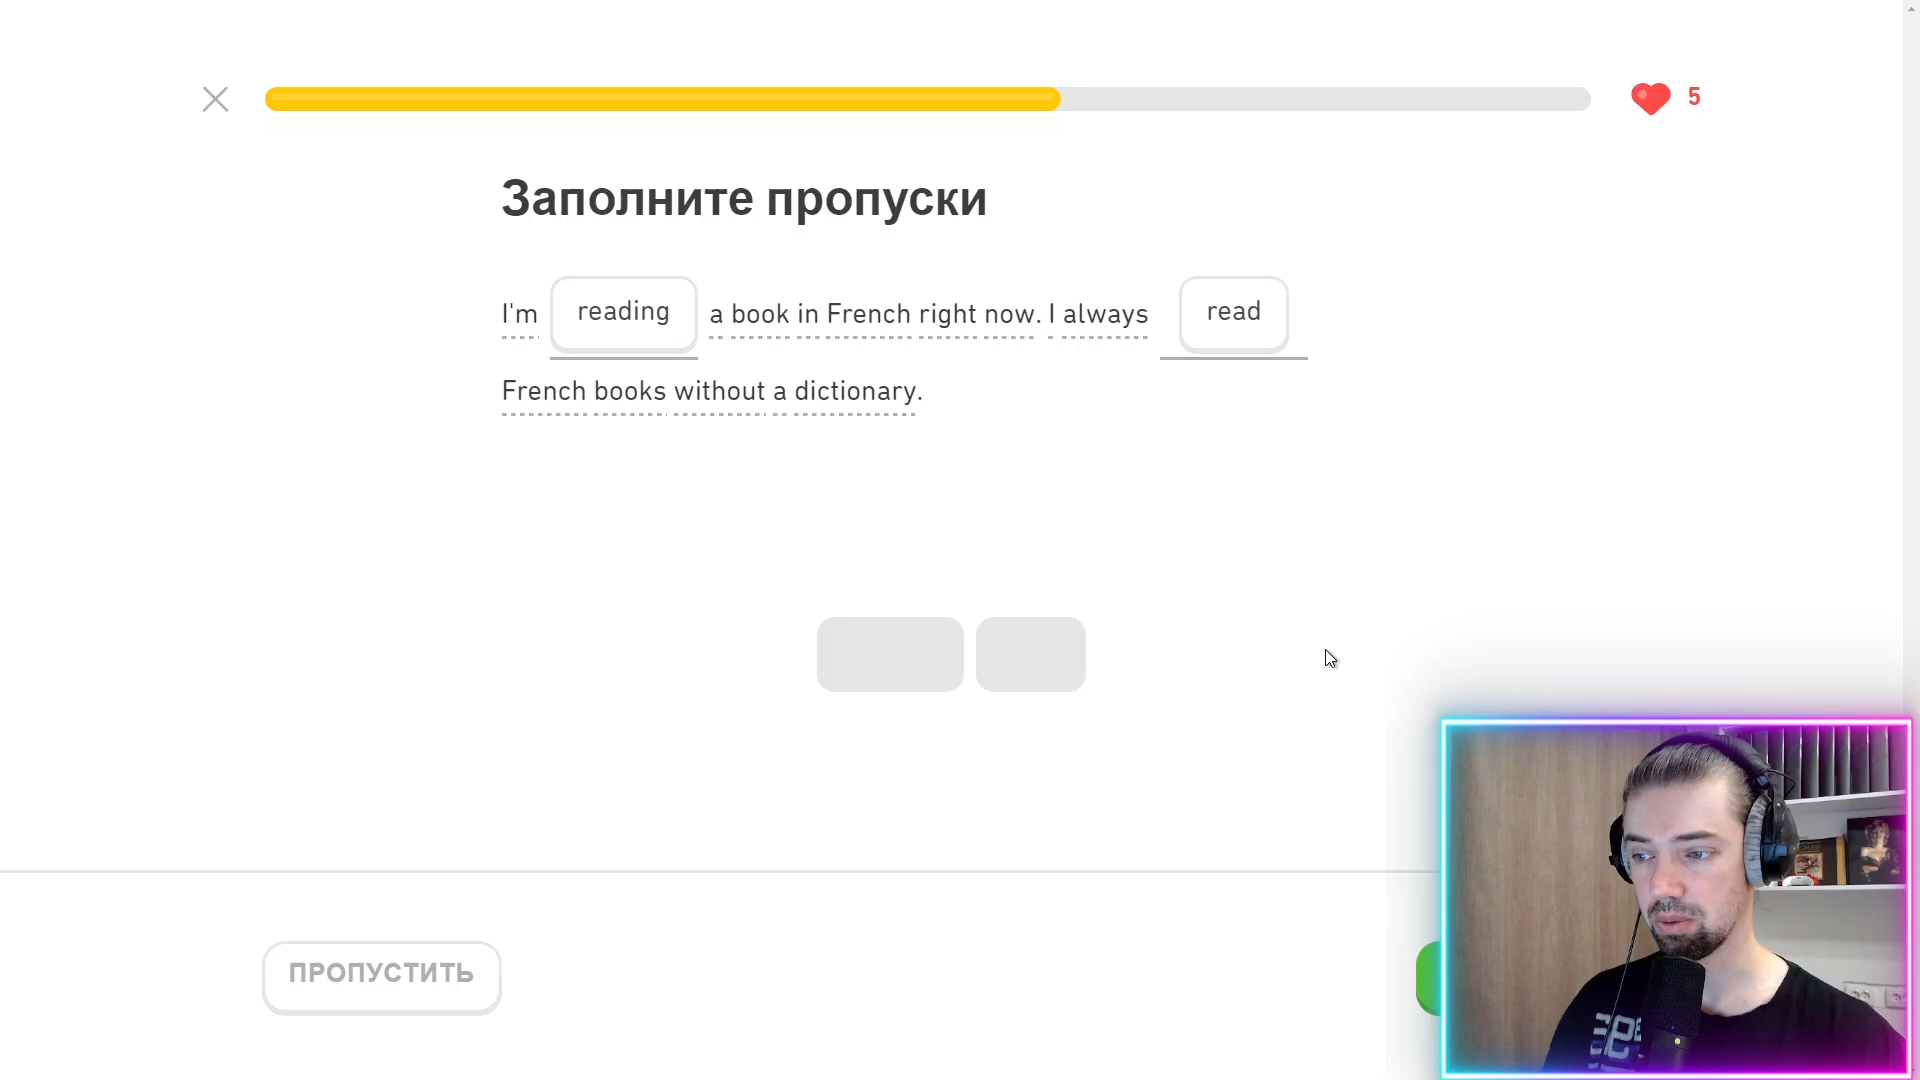 5
Заполните пропуски
I'm reading a book in French right now. I always read
French books without a dictionary.
ПРОПУСТИТЬ